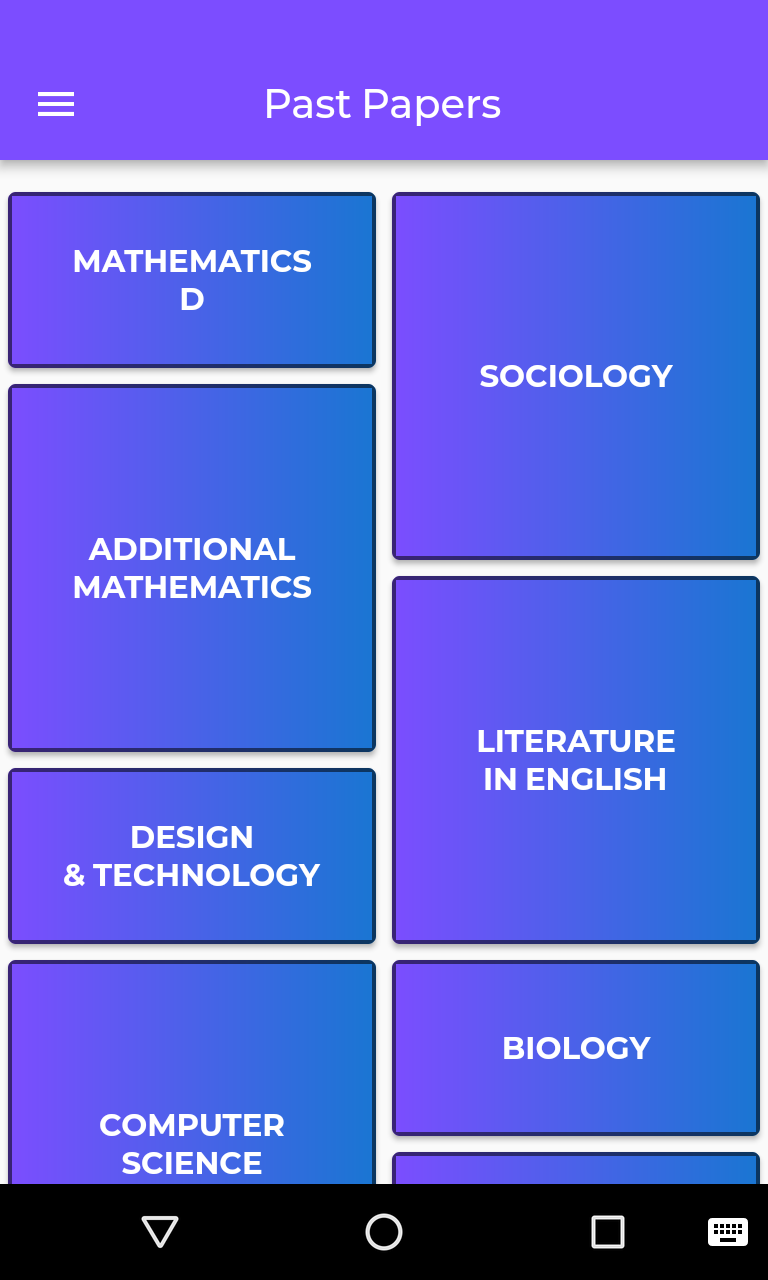 Past Papers
MATHEMATICS
D
SOCIOLOGY
ADDITIONAL
MATHEMATICS
LITERATURE
IN ENGLISH
DESIGN
& TECHNOLOGY
BIOLOGY
COMPUTER
SCIENCE